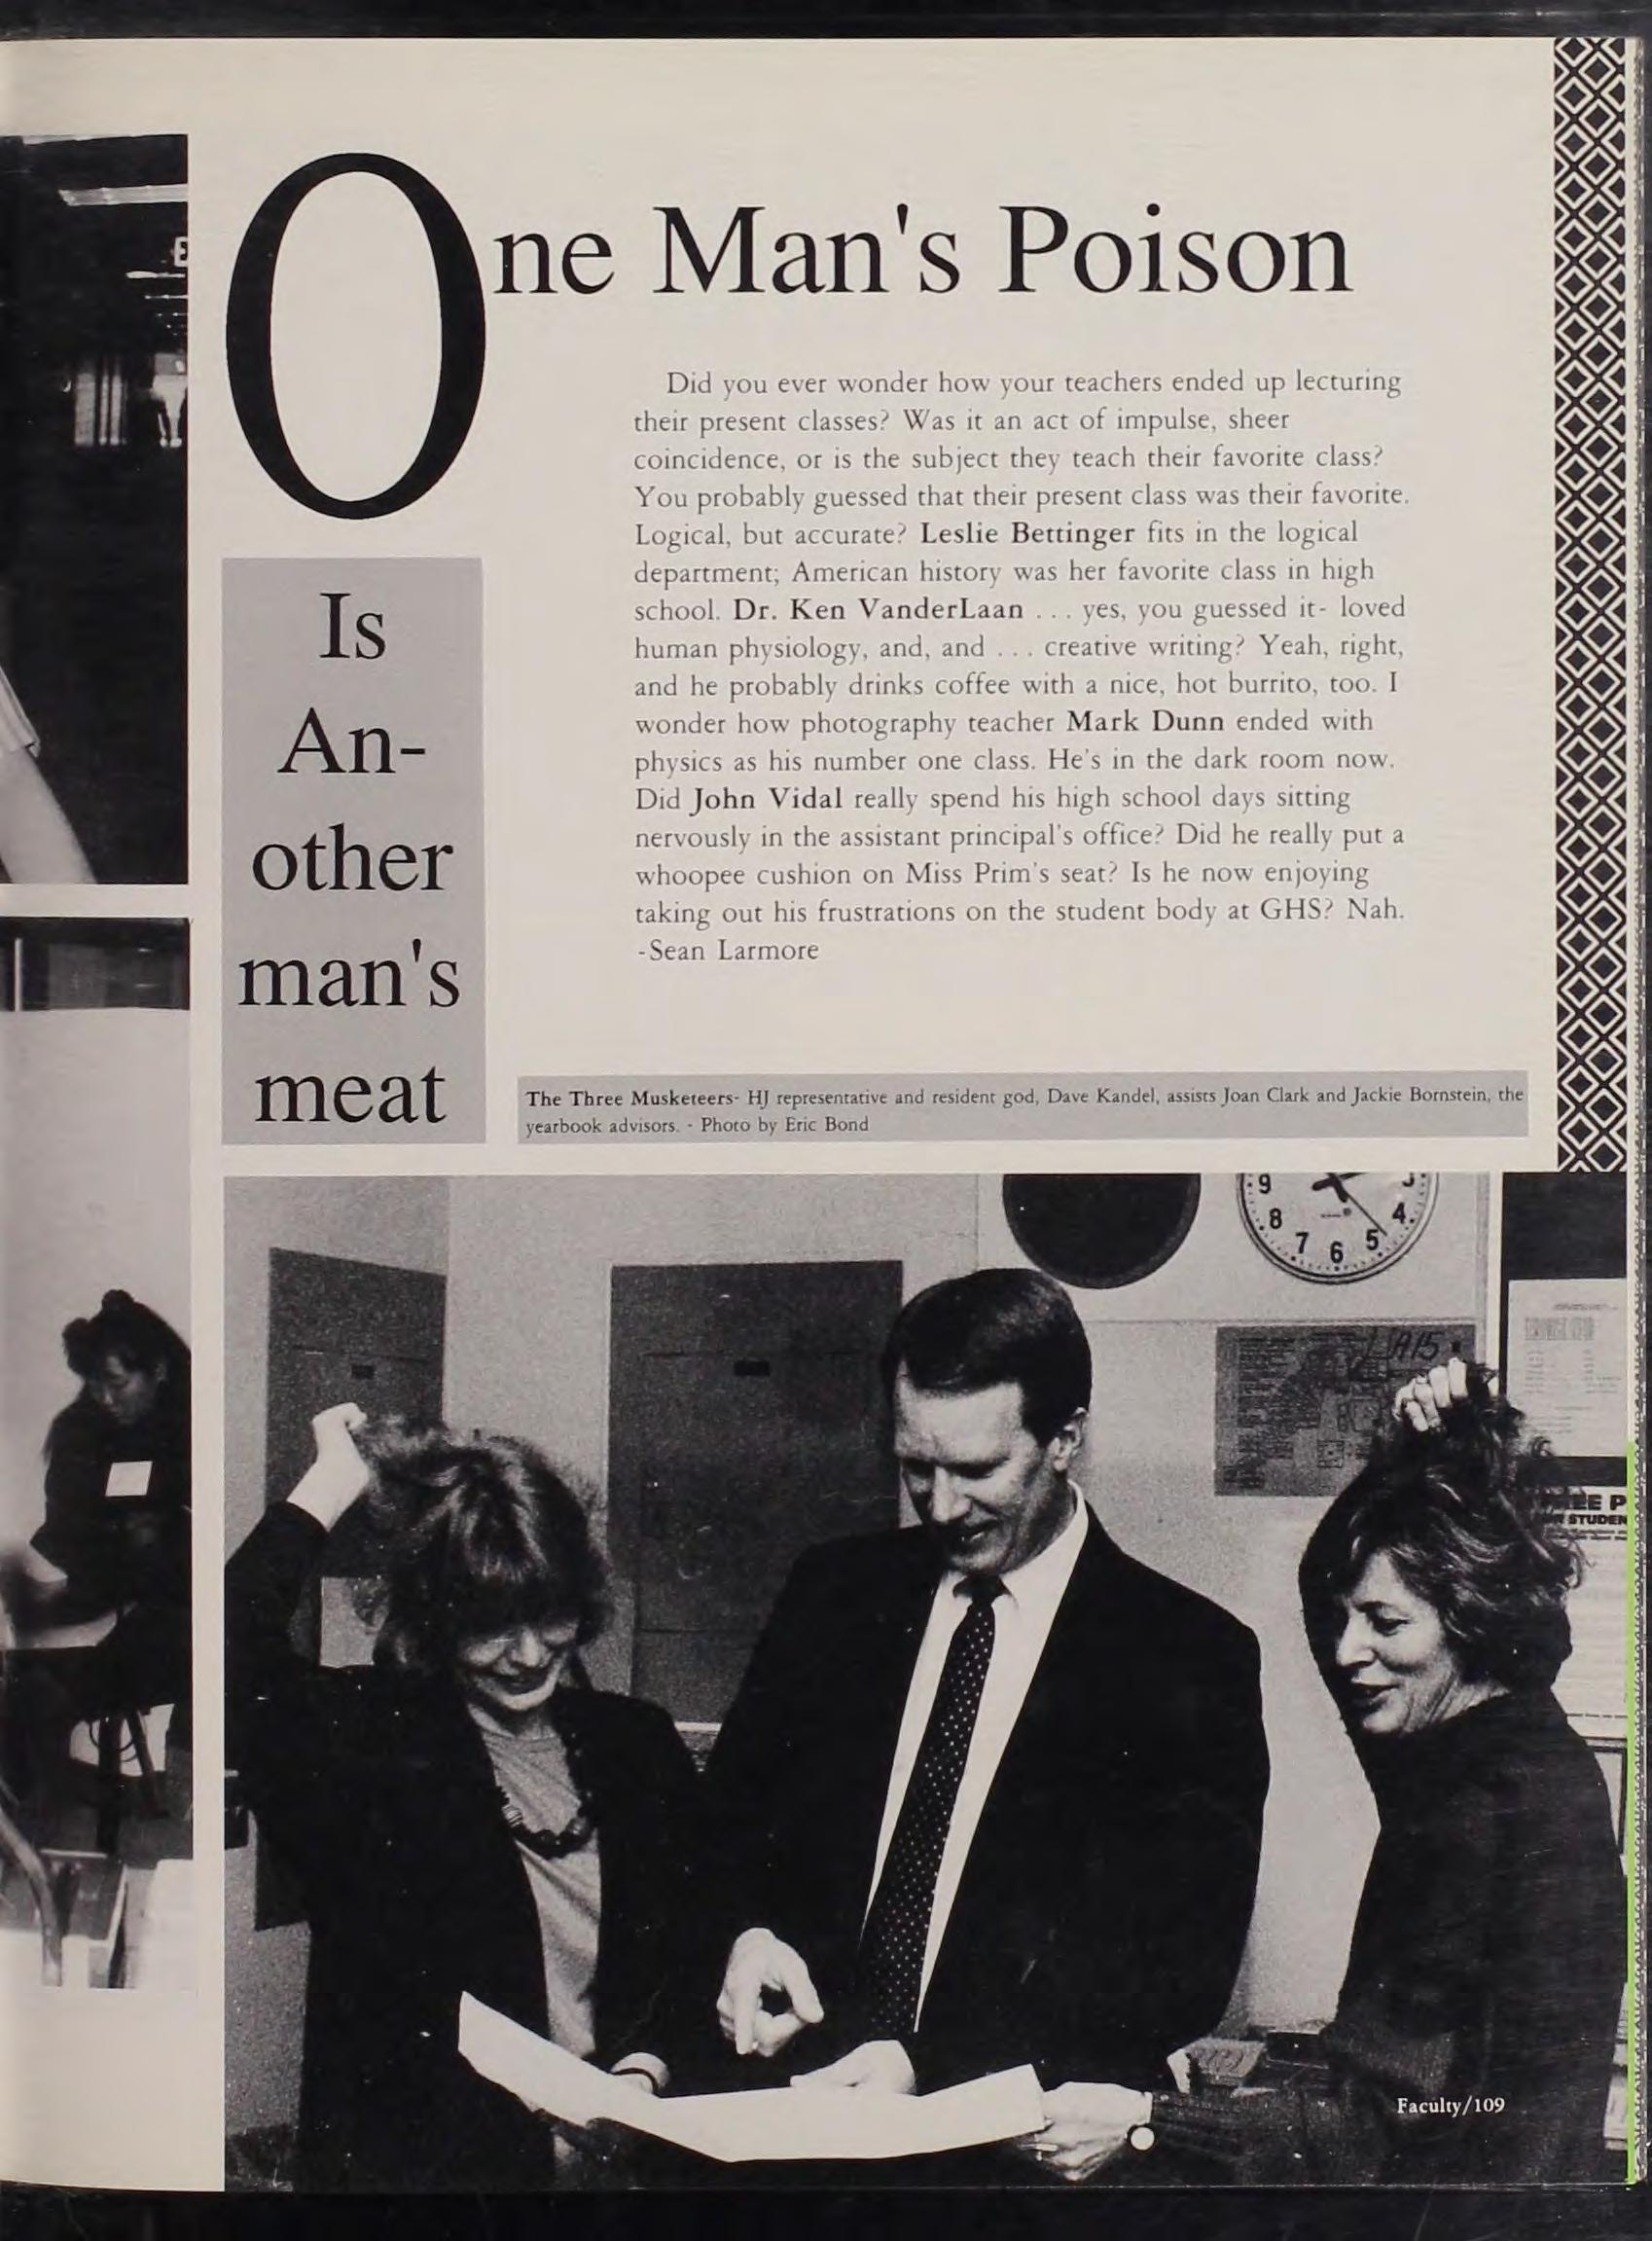 One Man's Poison
Is
An-
other
man's
meat
Did you ever wonder how your teachers ended up lecturing
their present classes? Was it an act of impulse, sheer
coincidence, or is the subject they teach their favorite class?
You probably guessed that their present class was their favorite.
Logical, but accurate? Leslie Bettinger fits in the logical
department; American history was her favorite class in high
school. Dr. Ken VanderLaan . . . yes, you guessed it- loved
human physiology, and, and . . . creative writing? Yeah, right,
and he probably drinks coffee with a nice, hot burrito, too. I
wonder how photography teacher Mark Dunn ended with
physics as his number one class. He's in the dark room now.
Did John Vidal really spend his high school days sitting
nervously in the assistant principal's office? Did he really put a
whoopee cushion on Miss Prim's seat? Is he now enjoying
taking out his frustrations on the student body at GHS? Nah.
-Sean Larmore
The Three Musketeers- HJ representative and resident god, Dave Kandel, assists Joan Clark and Jackie Bornstein, the
yearbook advisors. - Photo by Eric Bond
9
8
7
6
5
4
STUDEN
Faculty/109